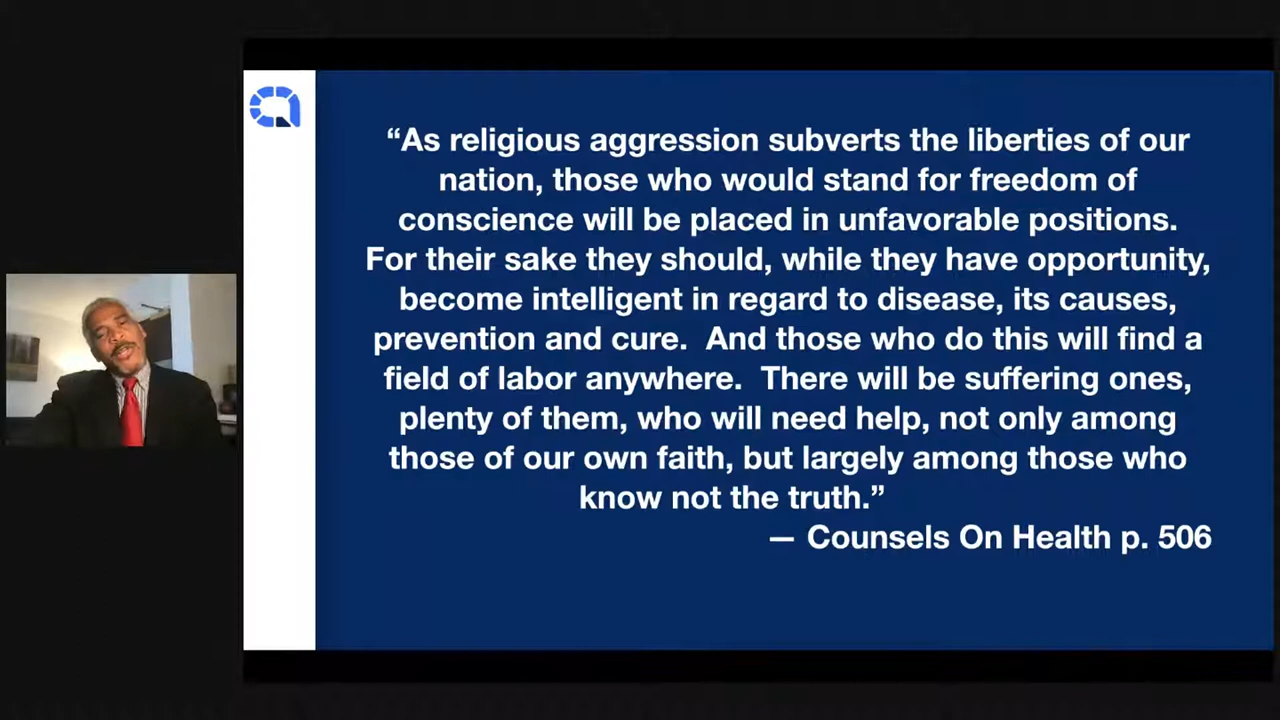 “As religious aggression subverts the liberties of our
nation, those who would stand for freedom of
conscience will be placed in unfavorable positions.
For their sake they should, while they have opportunity,
become intelligent in regard to disease, its causes,
prevention and cure.  And those who do this will find a
field of labor anywhere.  There will be suffering ones,
plenty of them, who will need help, not only among
those of our own faith, but largely among those who
know not the truth.”
— Counsels On Health p. 506